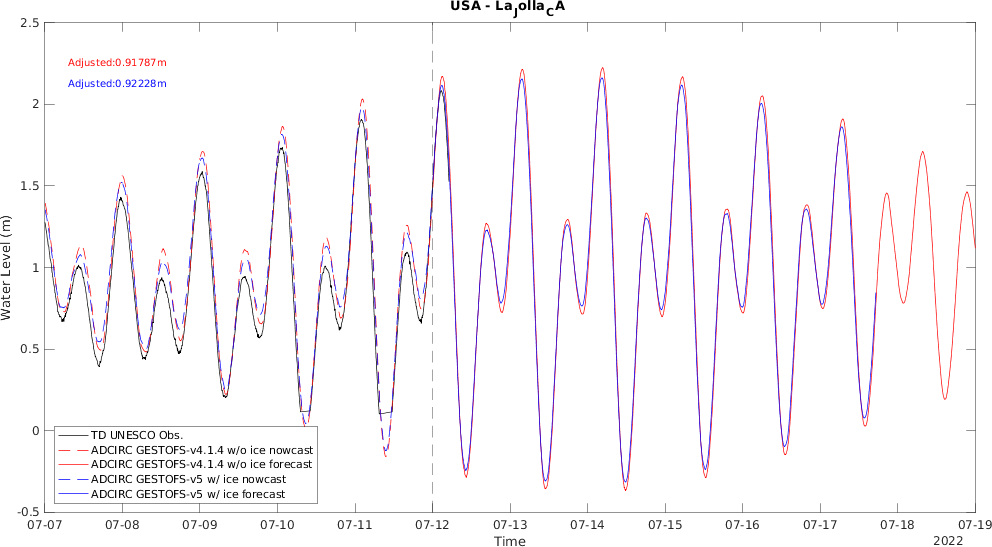 USA - LaJollaCA
Adjusted:0.91787m
Adjusted:0.92228m
Water Level (m)
2.5
2
1.5
1
0.5
0
-0.5
TD UNESCO Obs.
ADCIRC GESTOFS-v4.1.4 w/o ice nowcast
ADCIRC GESTOFS-v4.1.4 w/o ice forecast
ADCIRC GESTOFS-v5 w/ ice nowcast
ADCIRC GESTOFS-v5 w/ ice forecast
07-07 07-08 07-09 07-10 07-11 07-12 07-13 07-14 07-15 07-16 07-17 07-18 07-19
Time
2022